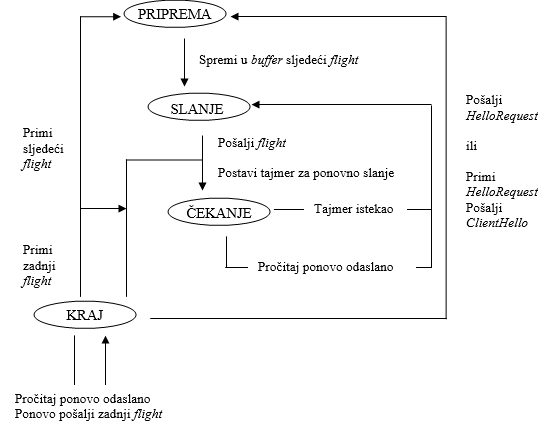 PRIPREMA
Spremi u buffer sljedeći flight
SLANJE
Pošalji
HelloRequest
ili
Primi
HelloRequest
Pošalji
ClientHello
Primi
sljedeći
flight
Pošalji flight
Postavi tajmer za ponovno slanje
ČEKANJE
Tajmer istekao
Primi
zadnji
flight
Pročitaj ponovo odaslano
KRAJ
Pročitaj ponovo odaslano
Ponovo pošalji zadnji flight